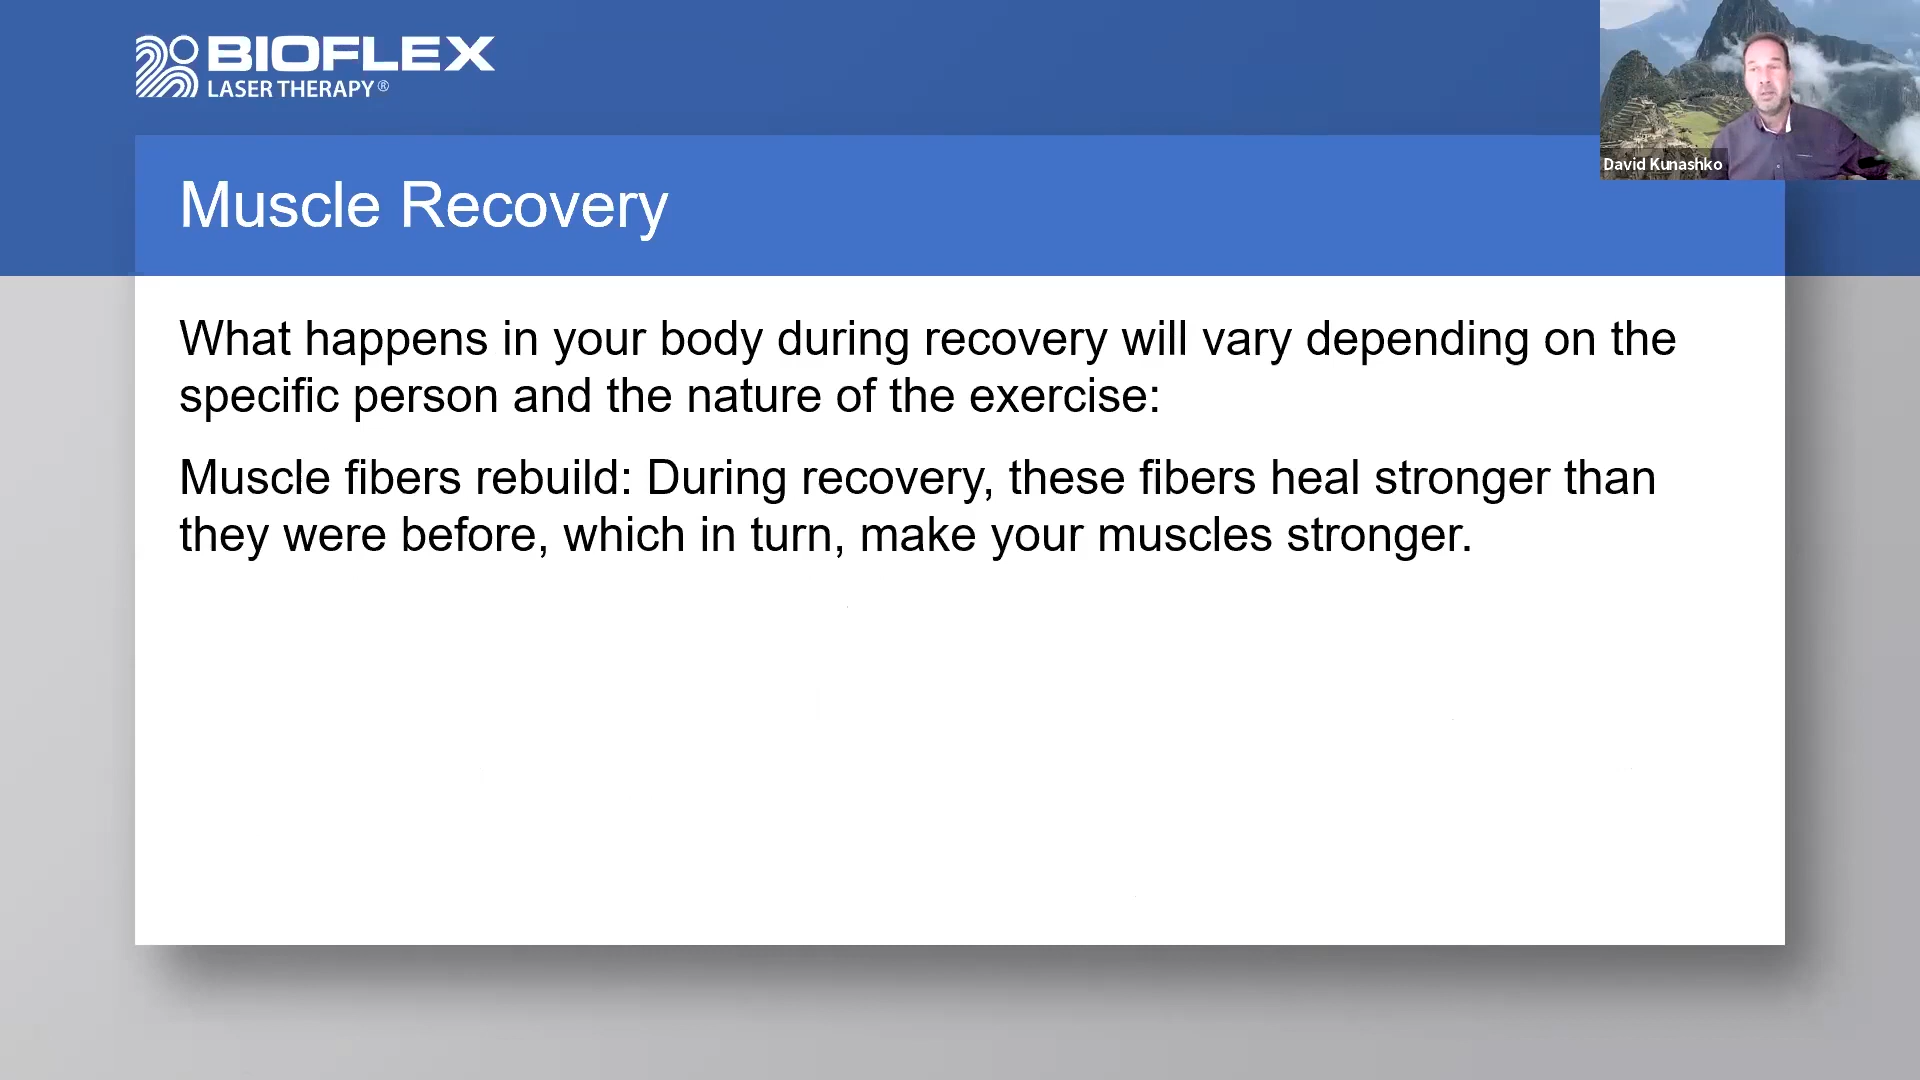 BIOFLEX
LASER THERAPY®
David Kunashko
Muscle Recovery
What happens in your body during recovery will vary depending on the
specific person and the nature of the exercise:
Muscle fibers rebuild: During recovery, these fibers heal stronger than
they were before, which in turn, make your muscles stronger.